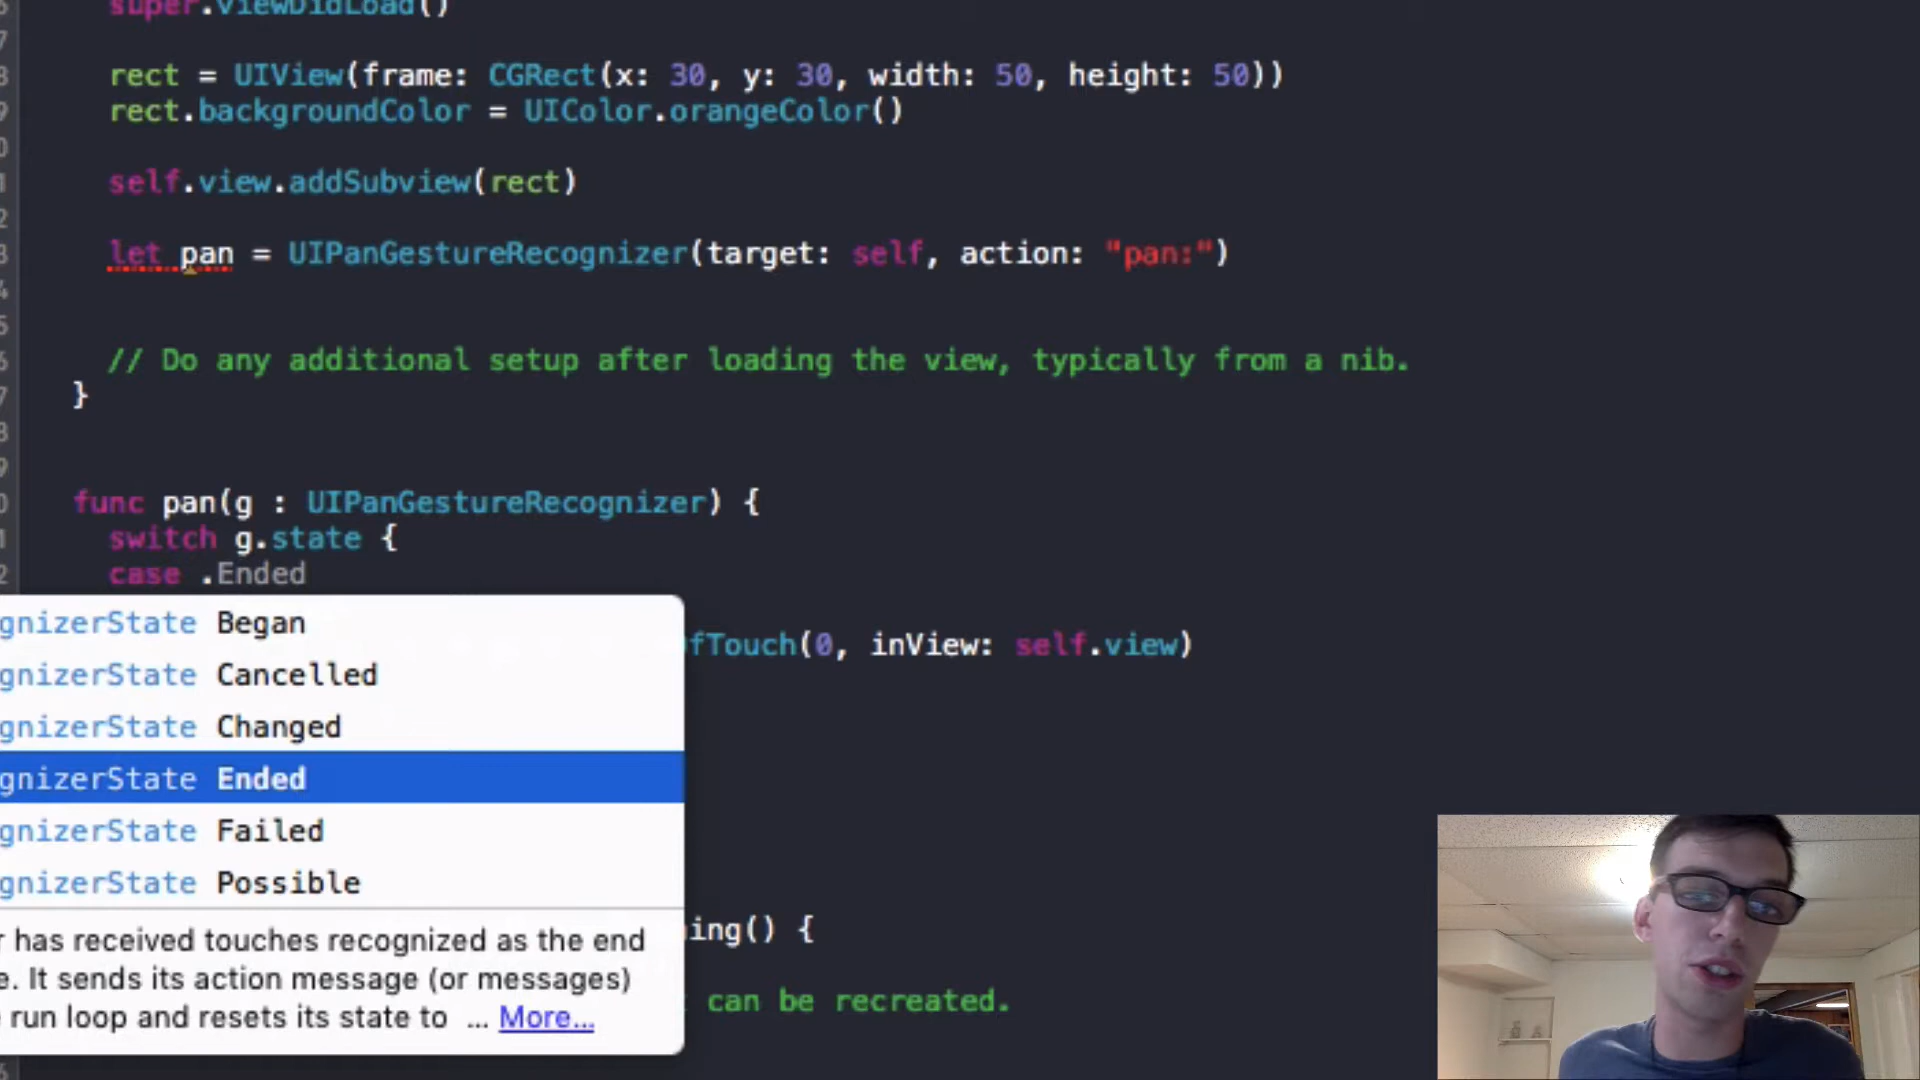 super.viewDidLoad()
rect = UIView(frame: CGRect(x: 30, y: 30, width: 50, height: 50))
rect.backgroundColor = UIColor.orangeColor()
self.view.addSubview(rect)
let pan = UIPanGestureRecognizer(target: self, action: "pan:")
// Do any additional setup after loading the view, typically from a nib.
}
func pan(g : UIPanGestureRecognizer) {
switch g.state {
case .Ended
gnizerState Began
fTouch(0, inView: self.view)
gnizerState Cancelled
gnizerState Changed
gnizerState Ended
gnizerState Failed
gnizerState Possible
ing() {
r has received touches recognized as the end
e. It sends its action message (or messages)
can be recreated.
run loop and resets its state to ... More...